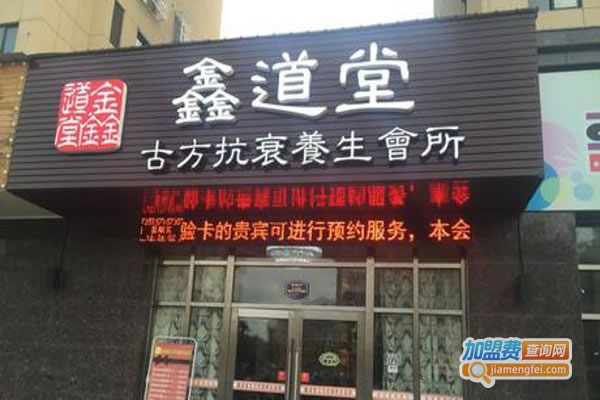 鑫道堂
鑫道堂
古方抗衰養生會所
验卡的贵宾可进行预约服务，本会
加盟费查询网
jiamengfei.com